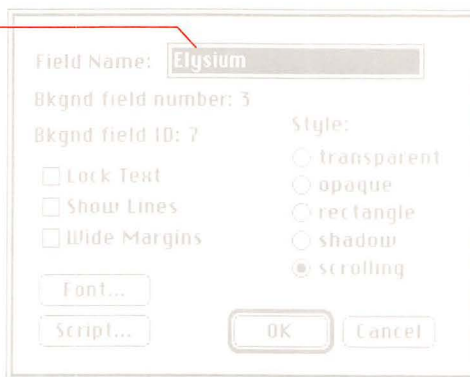 Field Name: Elysium
Bkgnd field number: 3
Bkgnd field ID: 7
Style:
transparent
Lock Text
opaque
Show Lines
rectangle
Wide Margins
shadow
scrolling
Font...
Script...
OK
Cancel